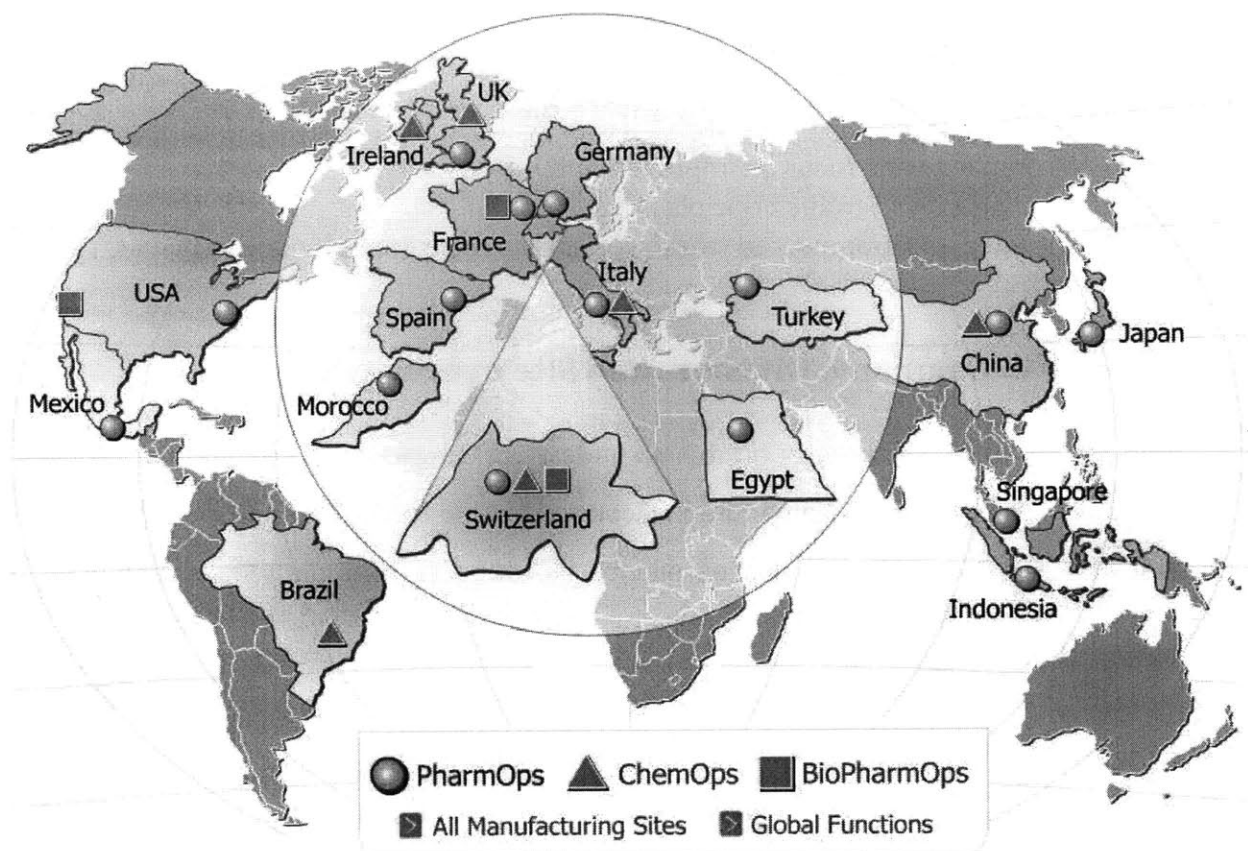 UK
Ireland
Germany
France
USA
Italy
Spain
Turkey
China
Japan
Mexico
Morocco
Egypt
Singapore
Switzerland
Brazil
Indonesia
PharmOps ChemOps BioPharmOps
All Manufacturing Sites Global Functions